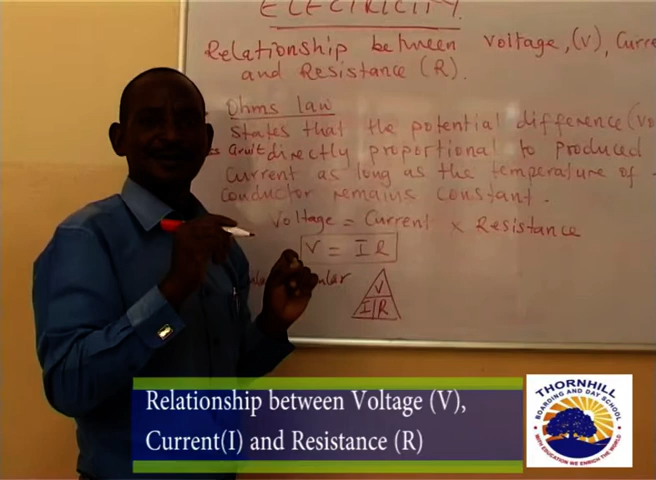 ELECTRICITY.
Relationship between Voltage, (V), Curre
and Resistance (R).
Ohms law
states that the potential difference (Vo
directly proportional to produced
Current as long as the temperature of
Conductor remains constant.
Voltage = Current × Resistance
V = IR
V
I R
Relationship between Voltage (V),
Current(I) and Resistance (R)
THORNHILL
BOARDING AND DAY SCHOOL
WITH EDUCATION WE ENRICH THE WORLD